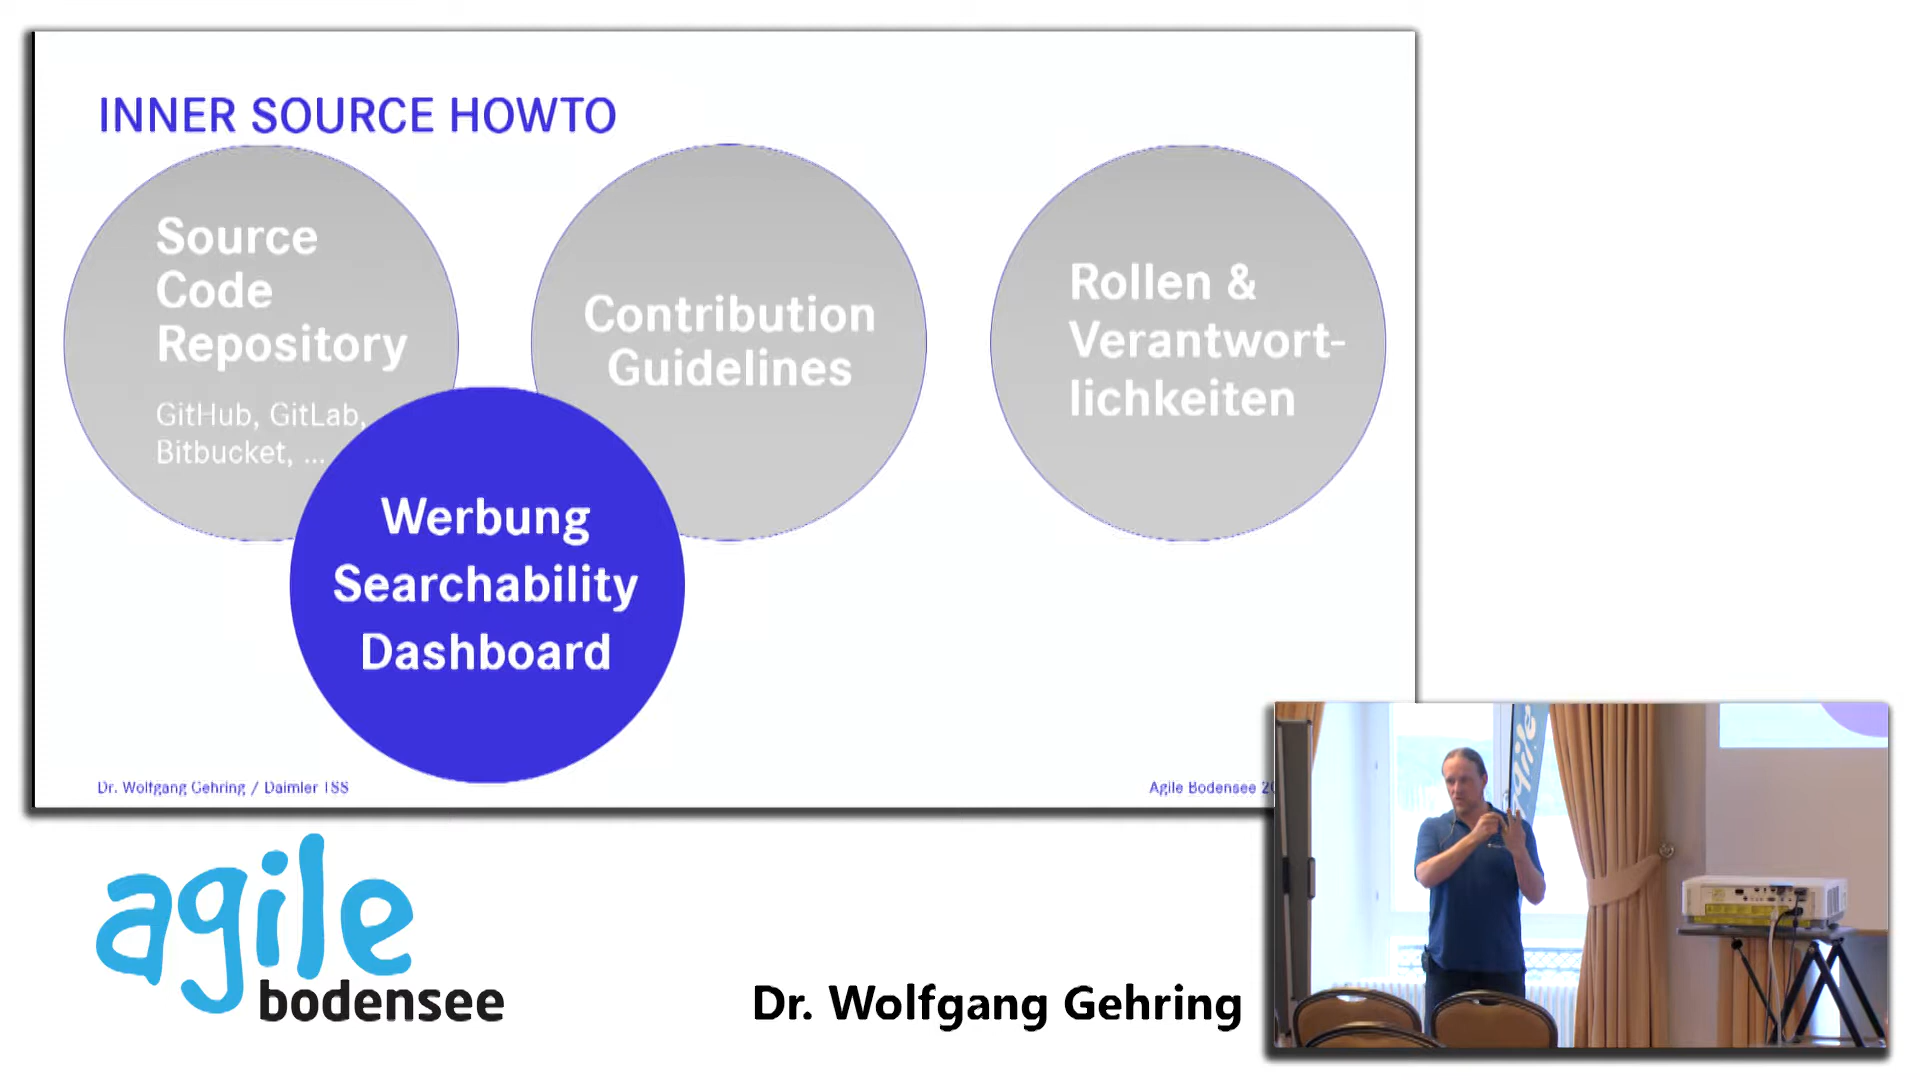 INNER SOURCE HOWTO
Source
Code
Repository
GitHub, GitLab,
Bitbucket, ...
Contribution
Guidelines
Rollen &
Verantwort-
lichkeiten
Werbung
Searchability
Dashboard
Dr. Wolfgang Gehring / Daimler TSS
Agile Bodensee
agile
bodensee
Dr. Wolfgang Gehring
agile